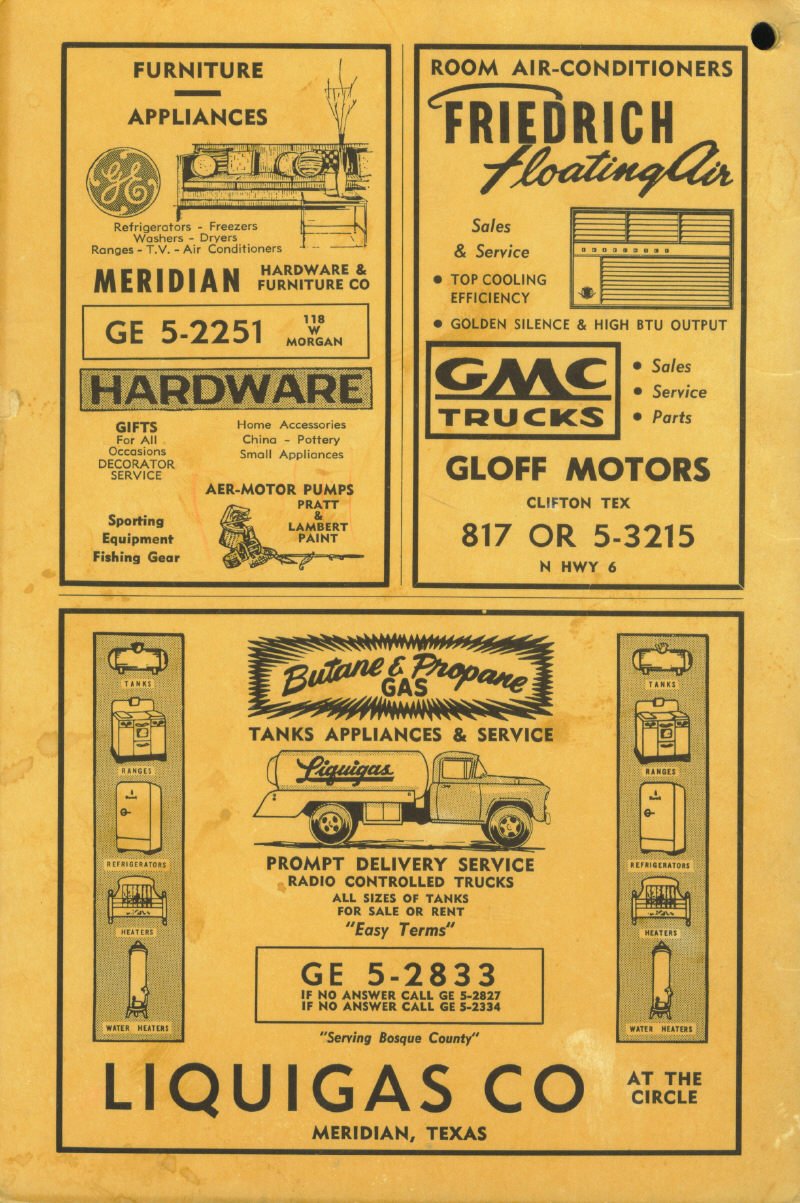 FURNITURE
APPLIANCES
GE
Refrigerators - Freezers
Washers - Dryers
Ranges - T.V. - Air Conditioners
MERIDIAN HARDWARE &
FURNITURE CO
GE 5-2251
118
W
MORGAN
HARDWARE
GIFTS
For All
Occasions
DECORATOR
SERVICE
Home Accessories
China - Pottery
Small Appliances
AER-MOTOR PUMPS
PRATT
&
LAMBERT
PAINT
Sporting
Equipment
Fishing Gear
ROOM AIR-CONDITIONERS
FRIEDRICH
Floating Air
Sales
& Service
• TOP COOLING
EFFICIENCY
• GOLDEN SILENCE & HIGH BTU OUTPUT
GMC
TRUCKS
• Sales
• Service
• Parts
GLOFF MOTORS
CLIFTON TEX
817 OR 5-3215
N HWY 6
TANKS
RANGES
REFRIGERATORS
HEATERS
WATER HEATERS
Butane & Propane
GAS
TANKS APPLIANCES & SERVICE
Liquigas
PROMPT DELIVERY SERVICE
RADIO CONTROLLED TRUCKS
ALL SIZES OF TANKS
FOR SALE OR RENT
"Easy Terms"
GE 5-2833
IF NO ANSWER CALL GE 5-2827
IF NO ANSWER CALL GE 5-2334
"Serving Bosque County"
TANKS
RANGES
REFRIGERATORS
HEATERS
WATER HEATERS
LIQUIGAS CO
AT THE
CIRCLE
MERIDIAN, TEXAS